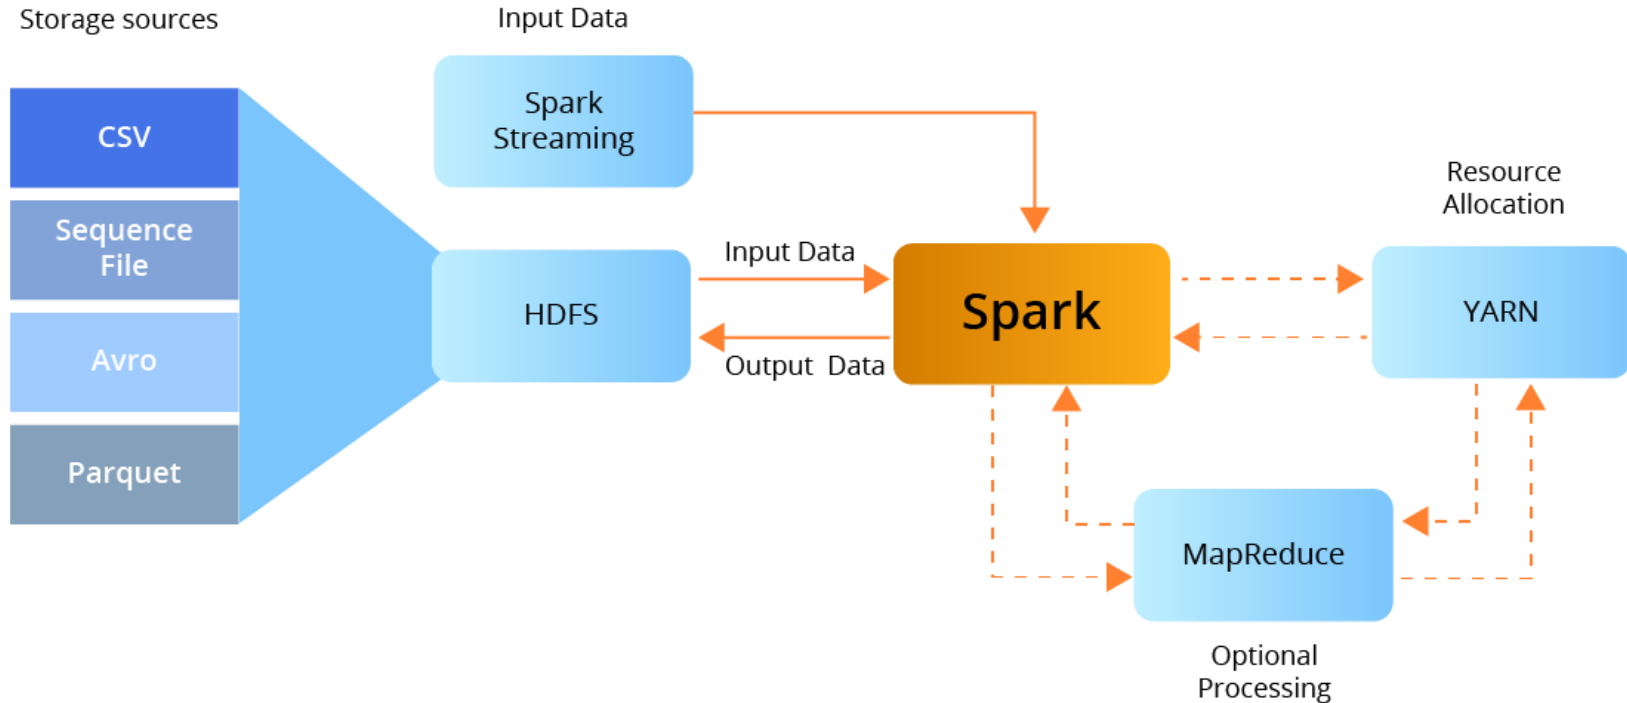 Storage sources
Input Data
CSV
Sequence
File
Avro
Parquet
Spark
Streaming
HDFS
Input Data
Output Data
Spark
Resource
Allocation
YARN
MapReduce
Optional
Processing